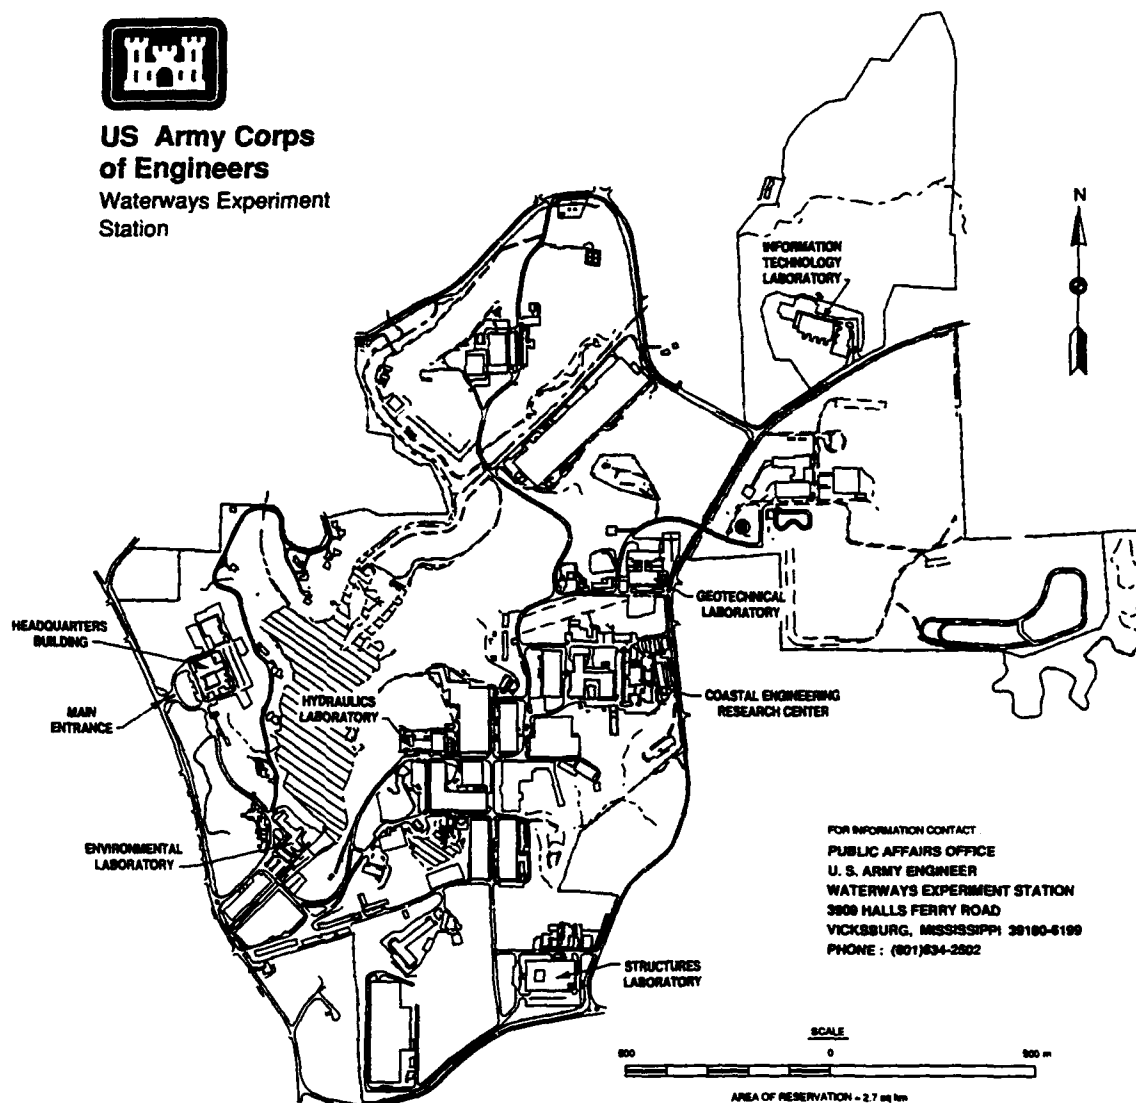 US Army Corps
of Engineers
Waterways Experiment
Station
N
INFORMATION
TECHNOLOGY
LABORATORY
GEOTECHNICAL
LABORATORY
HEADQUARTERS
BUILDING
HYDRAULICS
LABORATORY
COASTAL ENGINEERING
RESEARCH CENTER
MAIN
ENTRANCE
ENVIRONMENTAL
LABORATORY
FOR INFORMATION CONTACT
PUBLIC AFFAIRS OFFICE
U. S. ARMY ENGINEER
WATERWAYS EXPERIMENT STATION
3909 HALLS FERRY ROAD
VICKSBURG, MISSISSIPPI 39180-6199
PHONE : (601)634-2502
STRUCTURES
LABORATORY
SCALE
500 0 500 m
AREA OF RESERVATION = 2.7 sq km